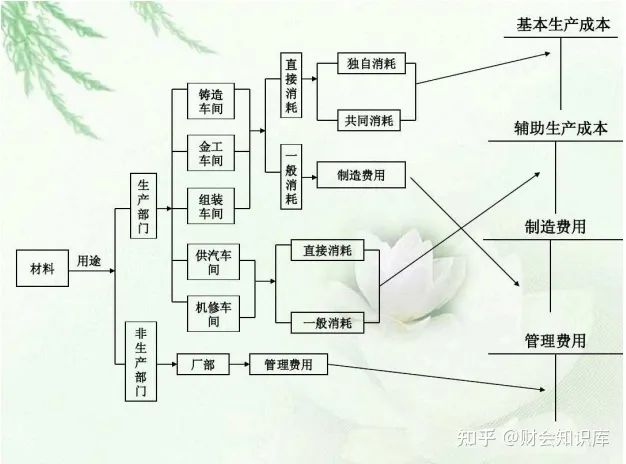 基本生产成本
直接消耗
独自消耗
铸造
车间
共同消耗
辅助生产成本
金工
车间
一般消耗
制造费用
生产部门
组装
车间
制造费用
材料
用途
供汽车
间
直接消耗
机修车
间
一般消耗
管理费用
非生产部门
厂部
管理费用
知乎 @财会知识库